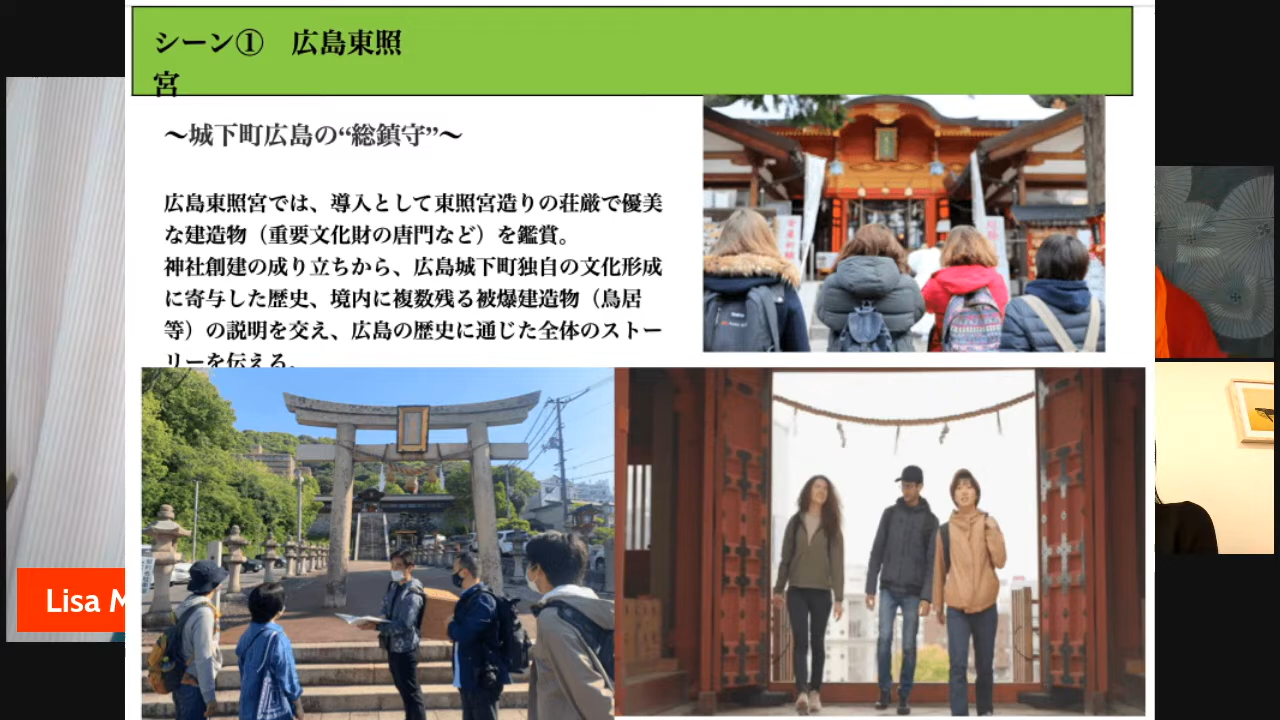 シーン①　広島東照
宮
〜城下町広島の“総鎮守”〜
広島東照宮では、導入として東照宮造りの荘厳で優美
な建造物（重要文化財の唐門など）を鑑賞。
神社創建の成り立ちから、広島城下町独自の文化形成
に寄与した歴史、境内に複数残る被爆建造物（鳥居
等）の説明を交え、広島の歴史に通じた全体のストー
リーを伝える。
Lisa M